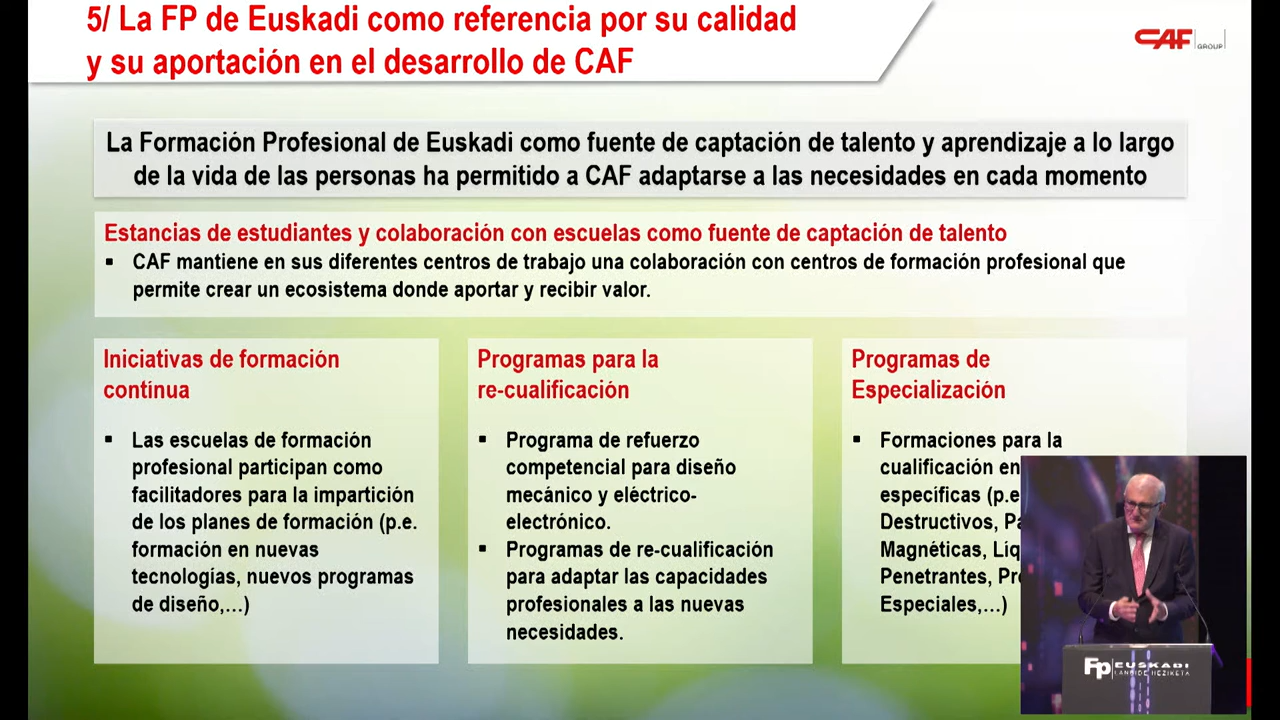 5/ La FP de Euskadi como referencia por su calidad
y su aportación en el desarrollo de CAF
CAF GROUP
La Formación Profesional de Euskadi como fuente de captación de talento y aprendizaje a lo largo
de la vida de las personas ha permitido a CAF adaptarse a las necesidades en cada momento
Estancias de estudiantes y colaboración con escuelas como fuente de captación de talento
▪ CAF mantiene en sus diferentes centros de trabajo una colaboración con centros de formación profesional que
permite crear un ecosistema donde aportar y recibir valor.
Iniciativas de formación
contínua
▪ Las escuelas de formación
profesional participan como
facilitadores para la impartición
de los planes de formación (p.e.
formación en nuevas
tecnologías, nuevos programas
de diseño,…)
Programas para la
re-cualificación
▪ Programa de refuerzo
competencial para diseño
mecánico y eléctrico-
electrónico.
▪ Programas de re-cualificación
para adaptar las capacidades
profesionales a las nuevas
necesidades.
Programas de
Especialización
▪ Formaciones para la
cualificación en
específicas (p.e
Destructivos,
Magnéticas,
Penetrantes,
Especiales,…)
Fp EUSKADI
LANBIDE HEZIKETA